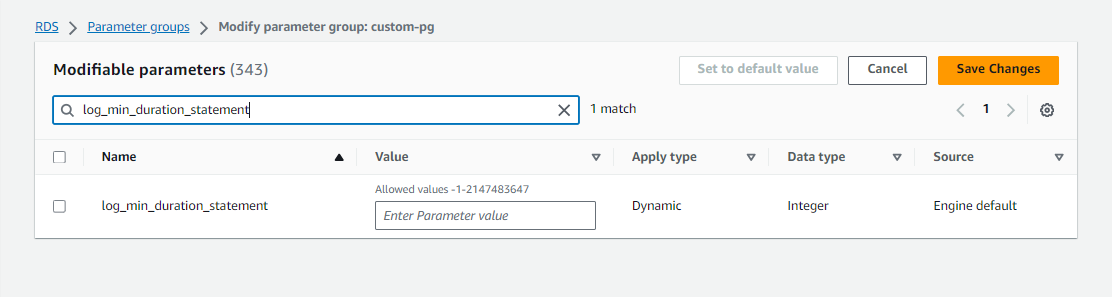 RDS > Parameter groups > Modify parameter group: custom-pg
Modifiable parameters (343)
Set to default value Cancel Save Changes
log_min_duration_statement 1 match 1
Name Value Apply type Data type Source
Allowed values -1-2147483647
log_min_duration_statement Enter Parameter value Dynamic Integer Engine default